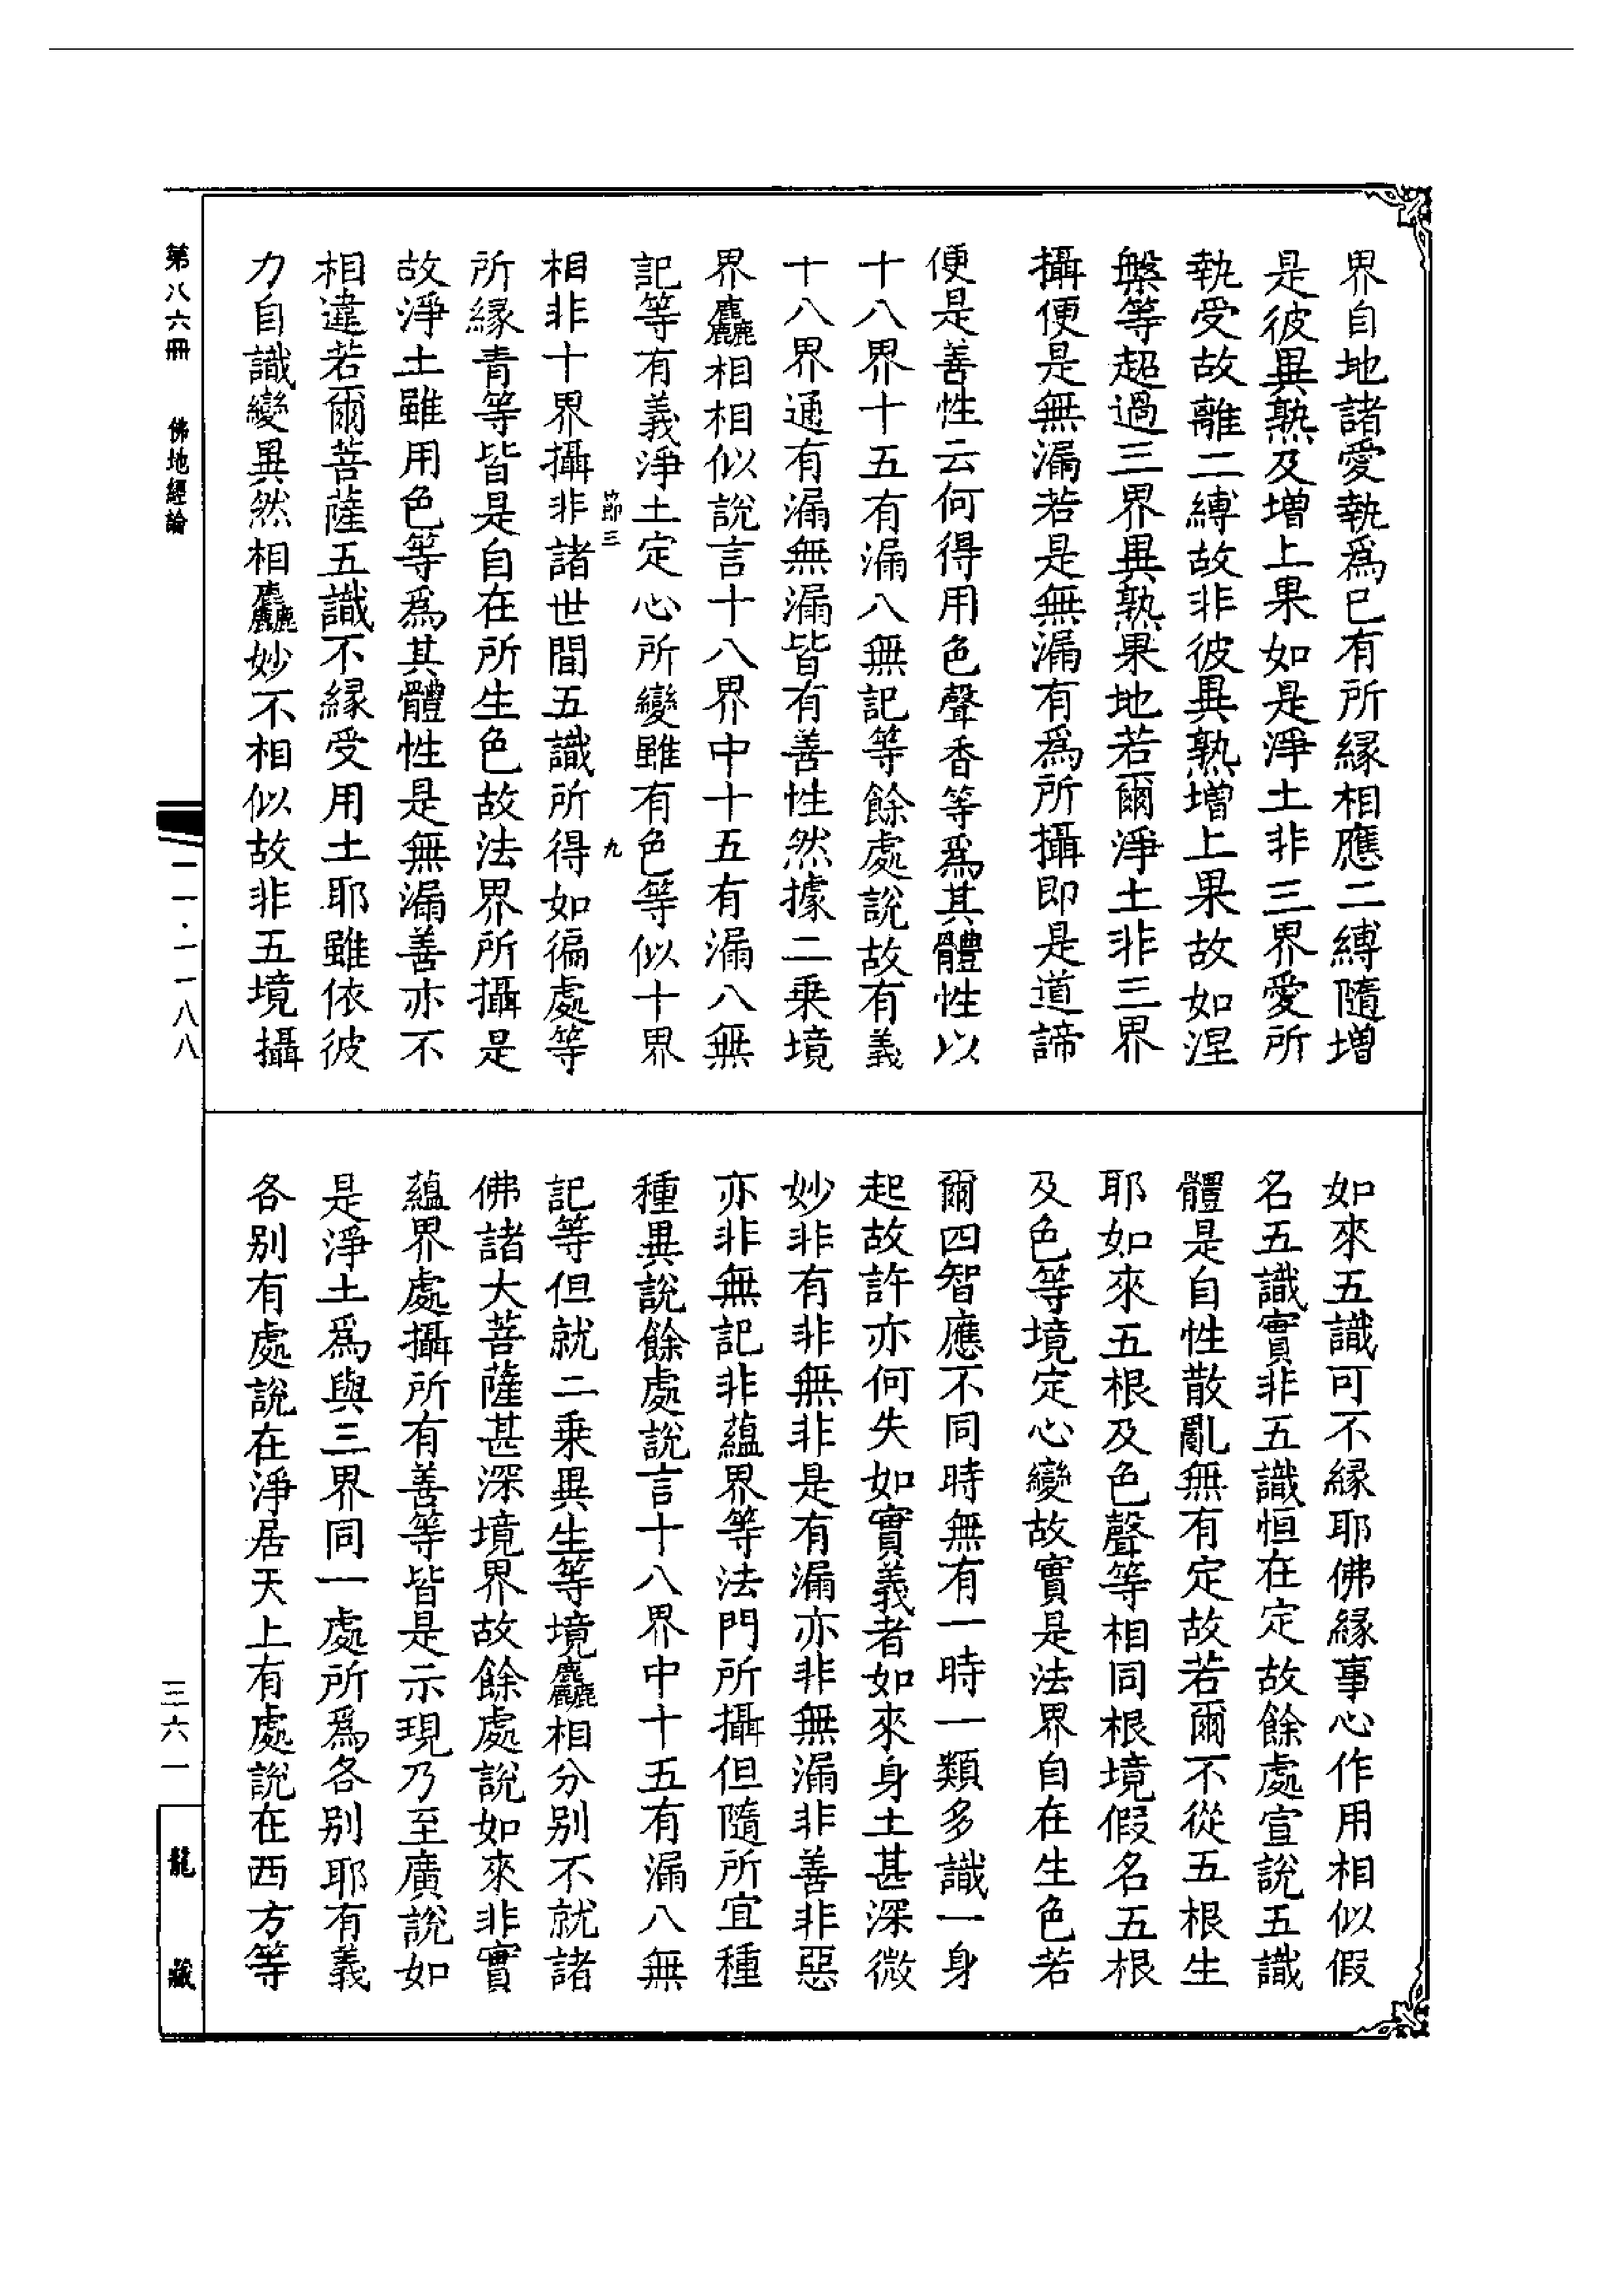 界自地諸愛執爲已有所縁相應二縛隨增
是彼異熟及增上果如是淨土非三界愛所
執受故離二縛故非彼異熟增上果故如涅
槃等超過三界異熟果地若爾淨土非三界
攝便是無漏若是無漏有爲所攝即是道諦
便是善性云何得用色聲香等爲其體性以
十八界十五有漏八無記等餘處說故有義
十八界通有漏無漏皆有善性然據二乘境
界麤相相似說言十八界中十五有漏八無
記等有義淨土定心所變雖有色等似十界
節三 九
相非十界攝非諸世間五識所得如徧處等
所縁青等皆是自在所生色故法界所攝是
故淨土雖用色等爲其體性是無漏善亦不
相違若爾菩薩五識不縁受用土耶雖依彼
力自識變異然相麤妙不相似故非五境攝
如來五識可不縁耶佛縁事心作用相似假
名五識實非五識恒在定故餘處宣說五識
體是自性散亂無有定故若爾不從五根生
耶如來五根及色聲等相同根境假名五根
及色等境定心變故實是法界自在生色若
爾四智應不同時無有一時一類多識一身
起故許亦何失如實義者如來身土甚深微
妙非有非無非是有漏亦非無漏非善非惡
亦非無記非蘊界等法門所攝但隨所宜種
種異說餘處說言十八界中十五有漏八無
記等但就二乘異生等境麤相分别不就諸
佛諸大菩薩甚深境界故餘處說如來非實
蘊界處攝所有善等皆是示現乃至廣說如
是淨土爲與三界同一處所爲各别耶有義
各别有處說在淨居天上有處說在西方等
第八六冊 佛地經論
二一·一一八八
三六一
龍藏